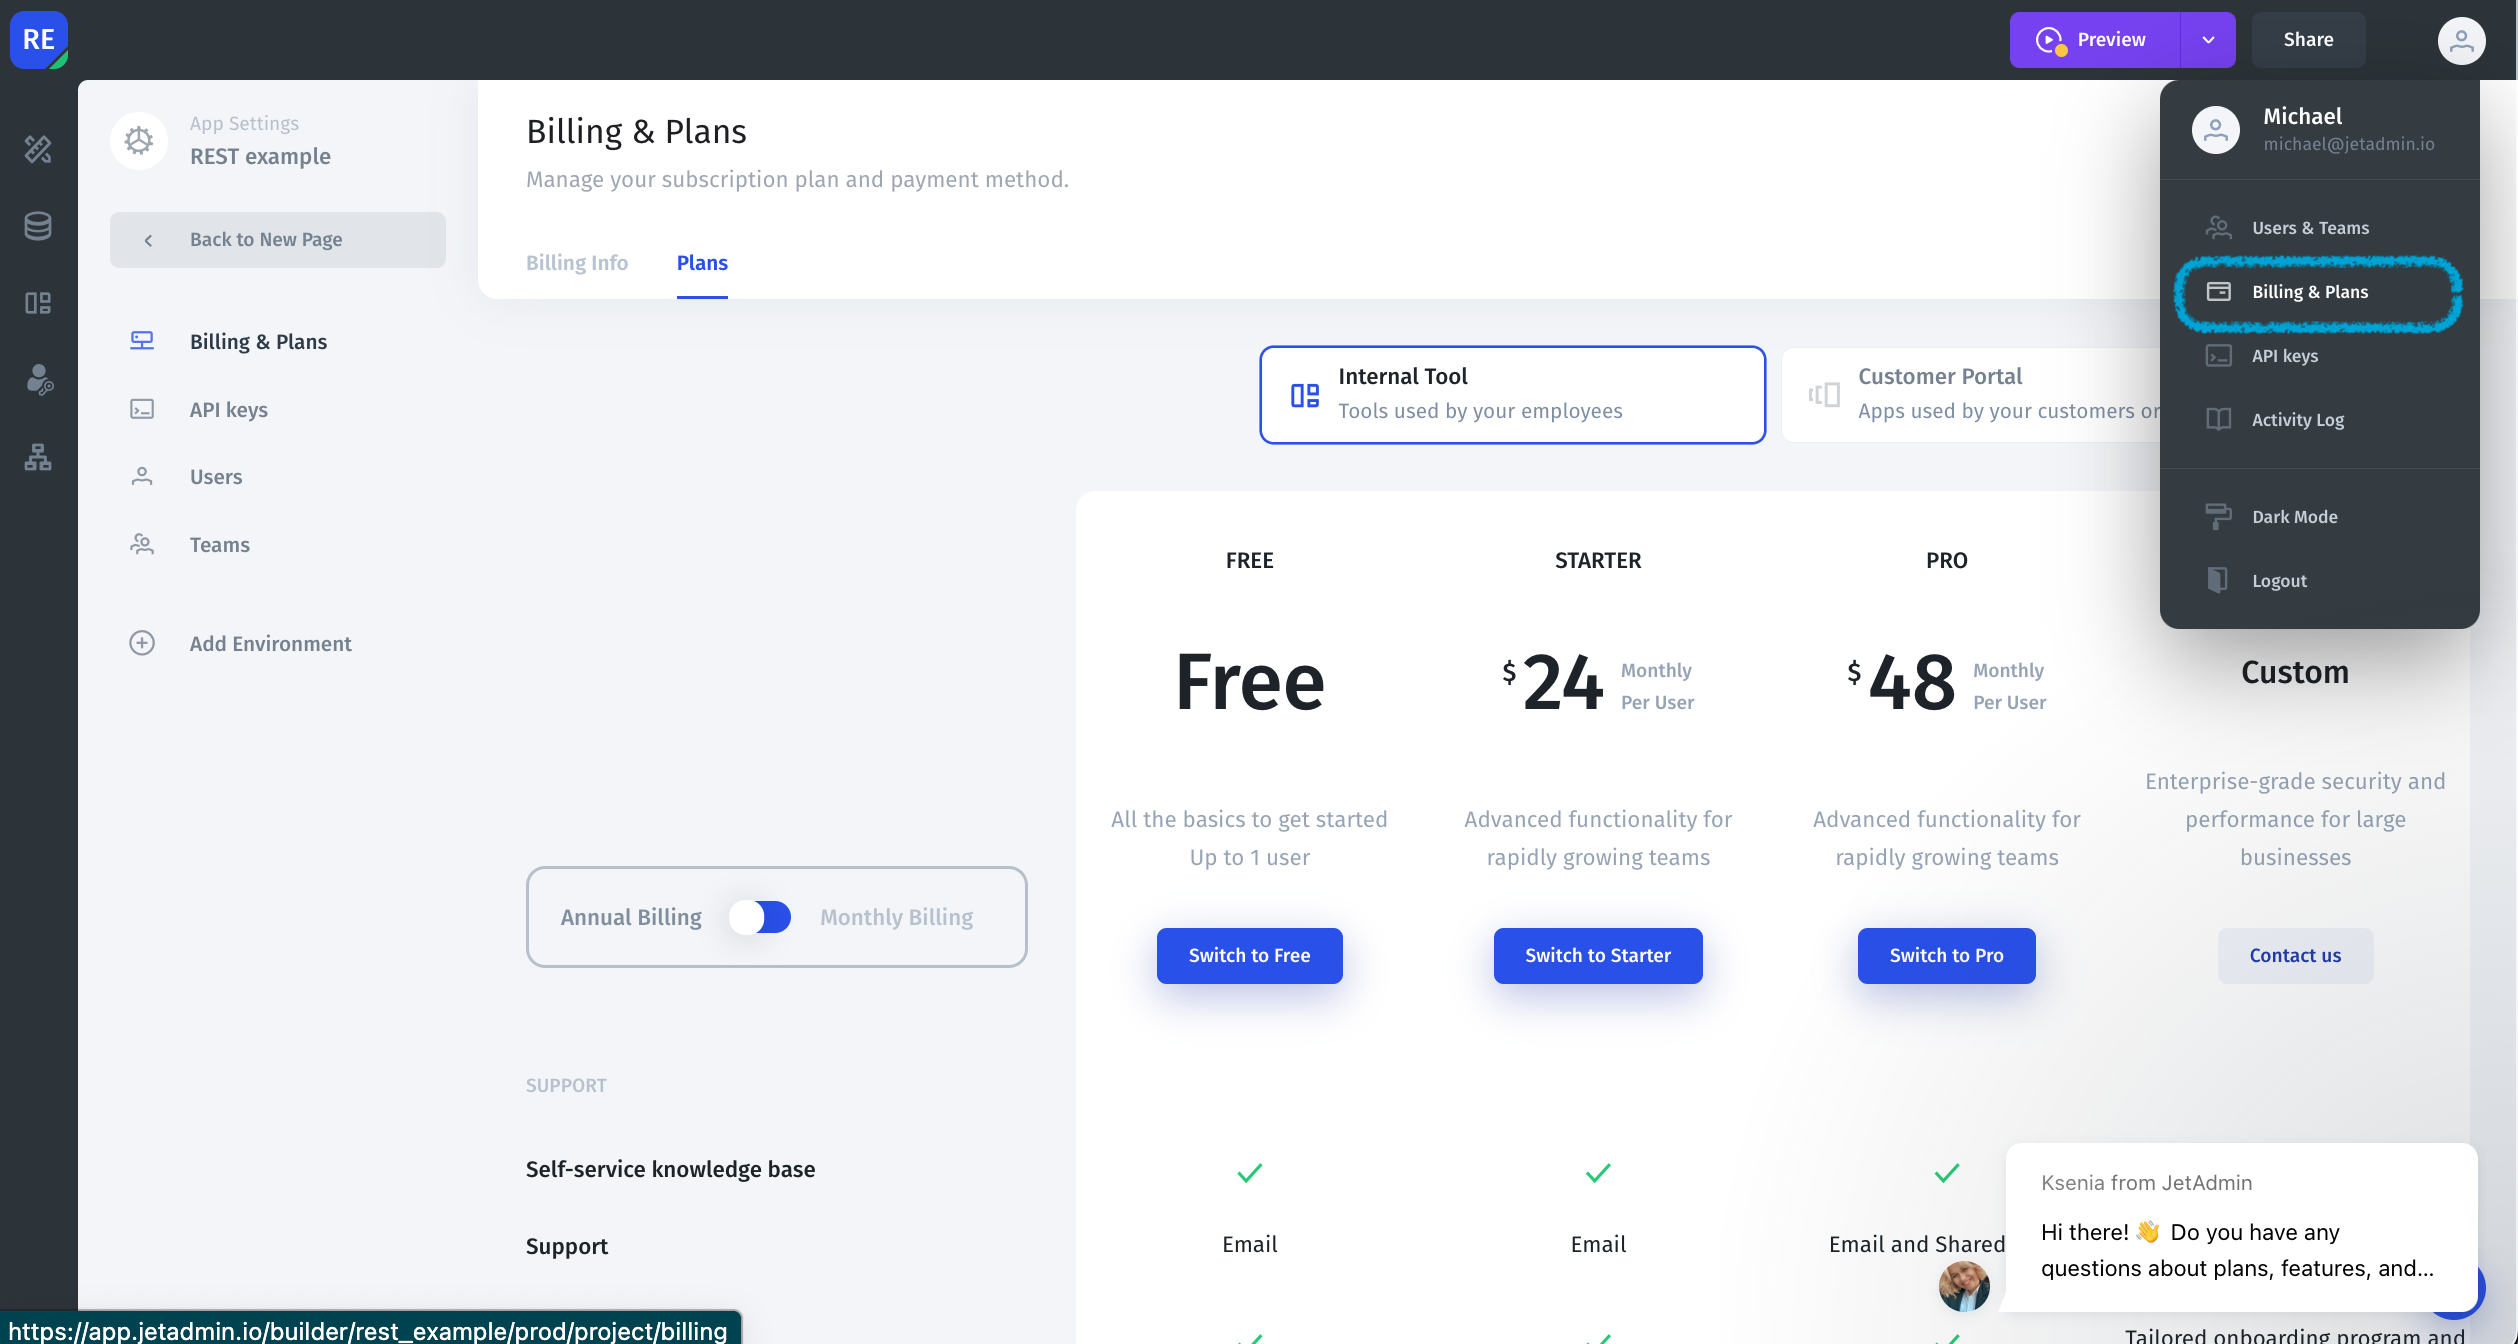 RE
Preview
Share
App Settings
REST example
Back to New Page
Billing & Plans
API keys
Users
Teams
Add Environment
Billing & Plans
Manage your subscription plan and payment method.
Billing Info
Plans
Michael
michael@jetadmin.io
Users & Teams
Billing & Plans
API keys
Activity Log
Dark Mode
Logout
Internal Tool
Tools used by your employees
Customer Portal
Apps used by your customers or
FREE
STARTER
PRO
Free
$ 24 Monthly
Per User
$ 48 Monthly
Per User
Custom
All the basics to get started
Up to 1 user
Advanced functionality for
rapidly growing teams
Advanced functionality for
rapidly growing teams
Enterprise-grade security and
performance for large
businesses
Annual Billing
Monthly Billing
Switch to Free
Switch to Starter
Switch to Pro
Contact us
SUPPORT
Self-service knowledge base
Support
Email
Email
Email and Shared
Ksenia from JetAdmin
Hi there! 👋 Do you have any
questions about plans, features, and...
Tailored onboarding program and
https://app.jetadmin.io/builder/rest_example/prod/project/billing